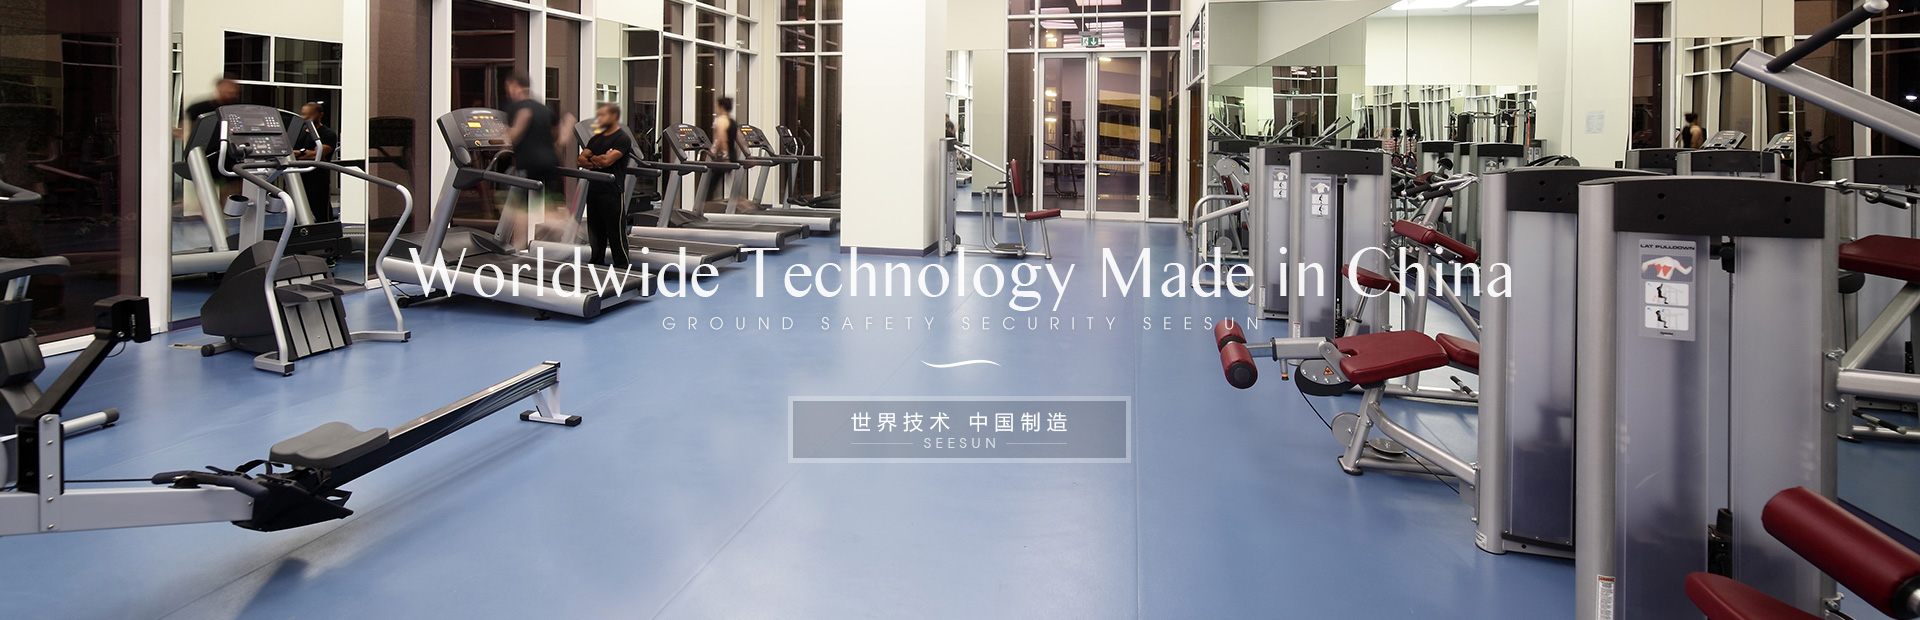 Worldwide Technology Made in China
GROUND SAFETY SECURITY SEESUN
世界技术 中国制造
SEESUN
LAT PULLDOWN